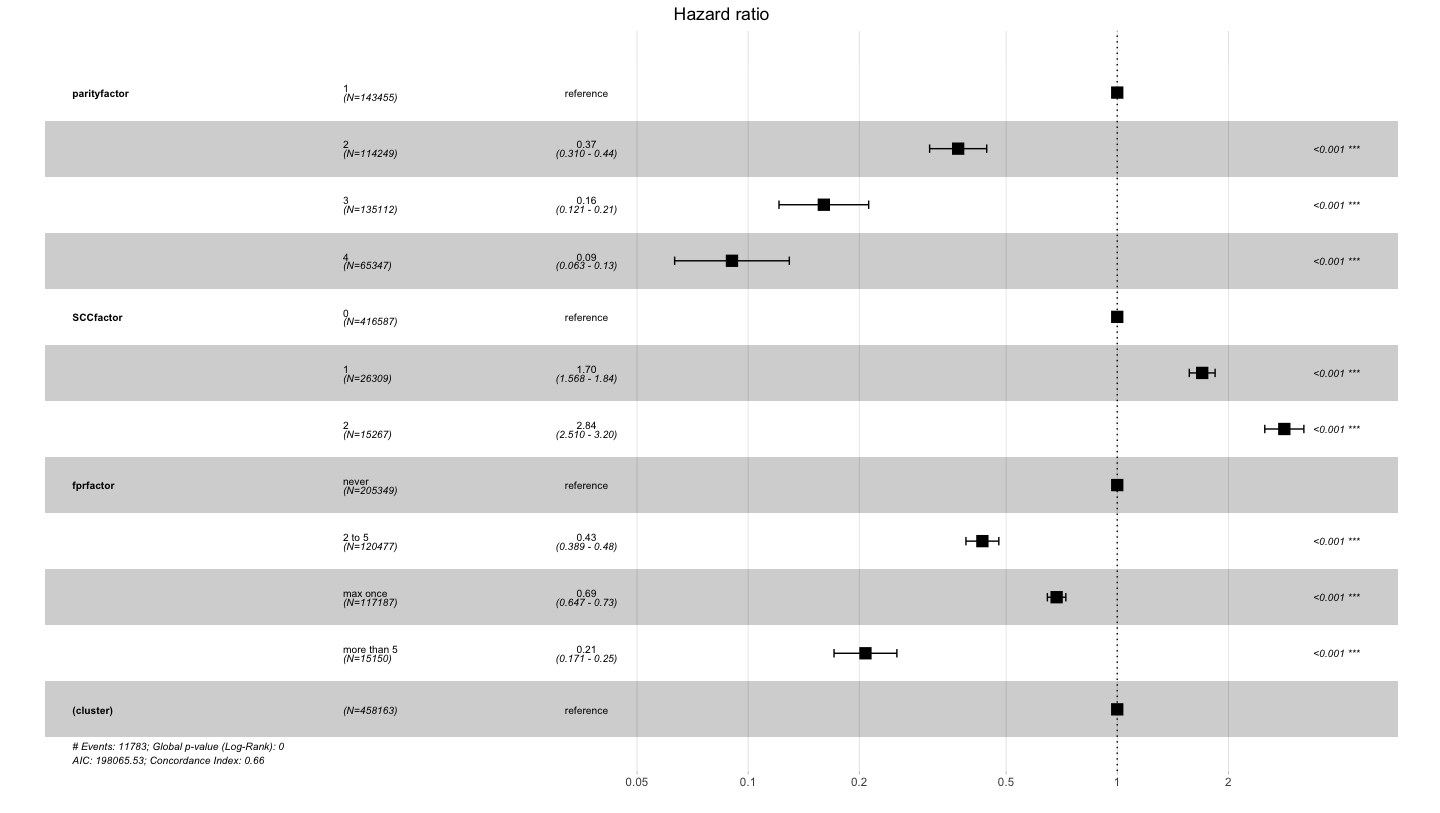 Hazard ratio
parityfactor 1 reference
(N=143455)
2 0.37 <0.001 ***
(N=114249) (0.310 - 0.44)
3 0.16 <0.001 ***
(N=135112) (0.121 - 0.21)
4 0.09 <0.001 ***
(N=65347) (0.063 - 0.13)
SCCfactor 0 reference
(N=416587)
1 1.70 <0.001 ***
(N=26309) (1.568 - 1.84)
2 2.84 <0.001 ***
(N=15267) (2.510 - 3.20)
fprfactor never reference
(N=205349)
2 to 5 0.43 <0.001 ***
(N=120477) (0.389 - 0.48)
max once 0.69 <0.001 ***
(N=117187) (0.647 - 0.73)
more than 5 0.21 <0.001 ***
(N=15150) (0.171 - 0.25)
(cluster) (N=458163) reference
# Events: 11783; Global p-value (Log-Rank): 0
AIC: 198065.53; Concordance Index: 0.66
0.05 0.1 0.2 0.5 1 2